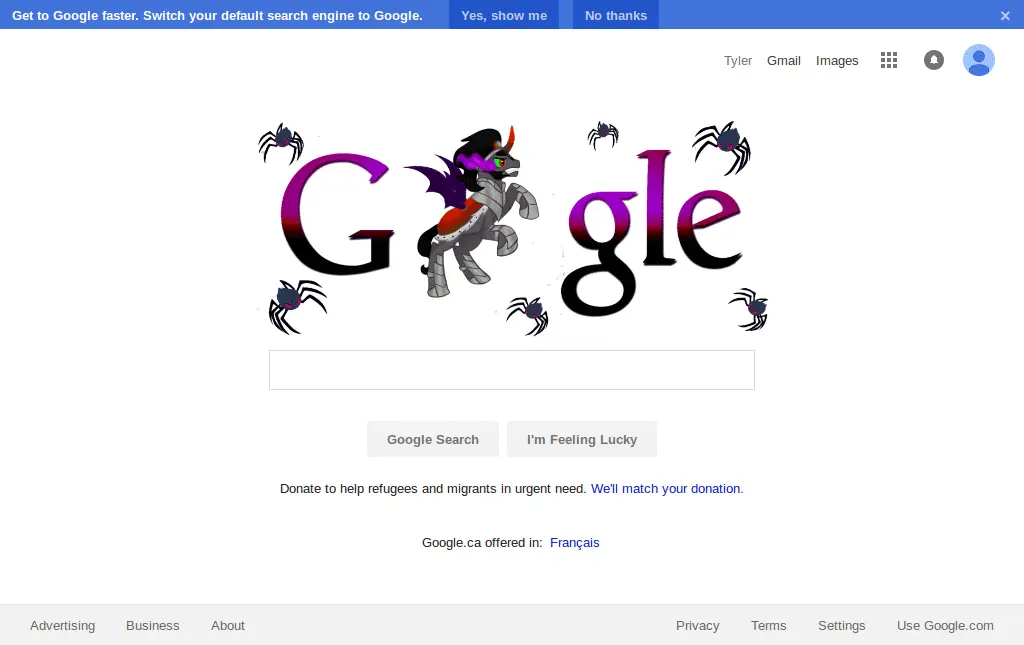 Get to Google faster. Switch your default search engine to Google. Yes, show me No thanks ×
Tyler Gmail Images
G gle
Google Search I'm Feeling Lucky
Donate to help refugees and migrants in urgent need. We'll match your donation.
Google.ca offered in: Français
Advertising Business About Privacy Terms Settings Use Google.com